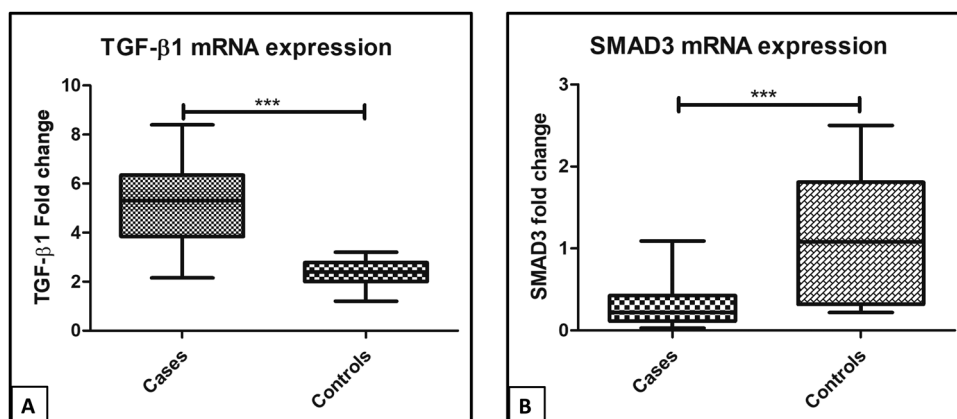 TGF-β1 mRNA expression
TGF-β1 Fold change
10
8
6
4
2
0
***
Cases
Controls
A
SMAD3 mRNA expression
SMAD3 fold change
3
2
1
0
***
Cases
Controls
B